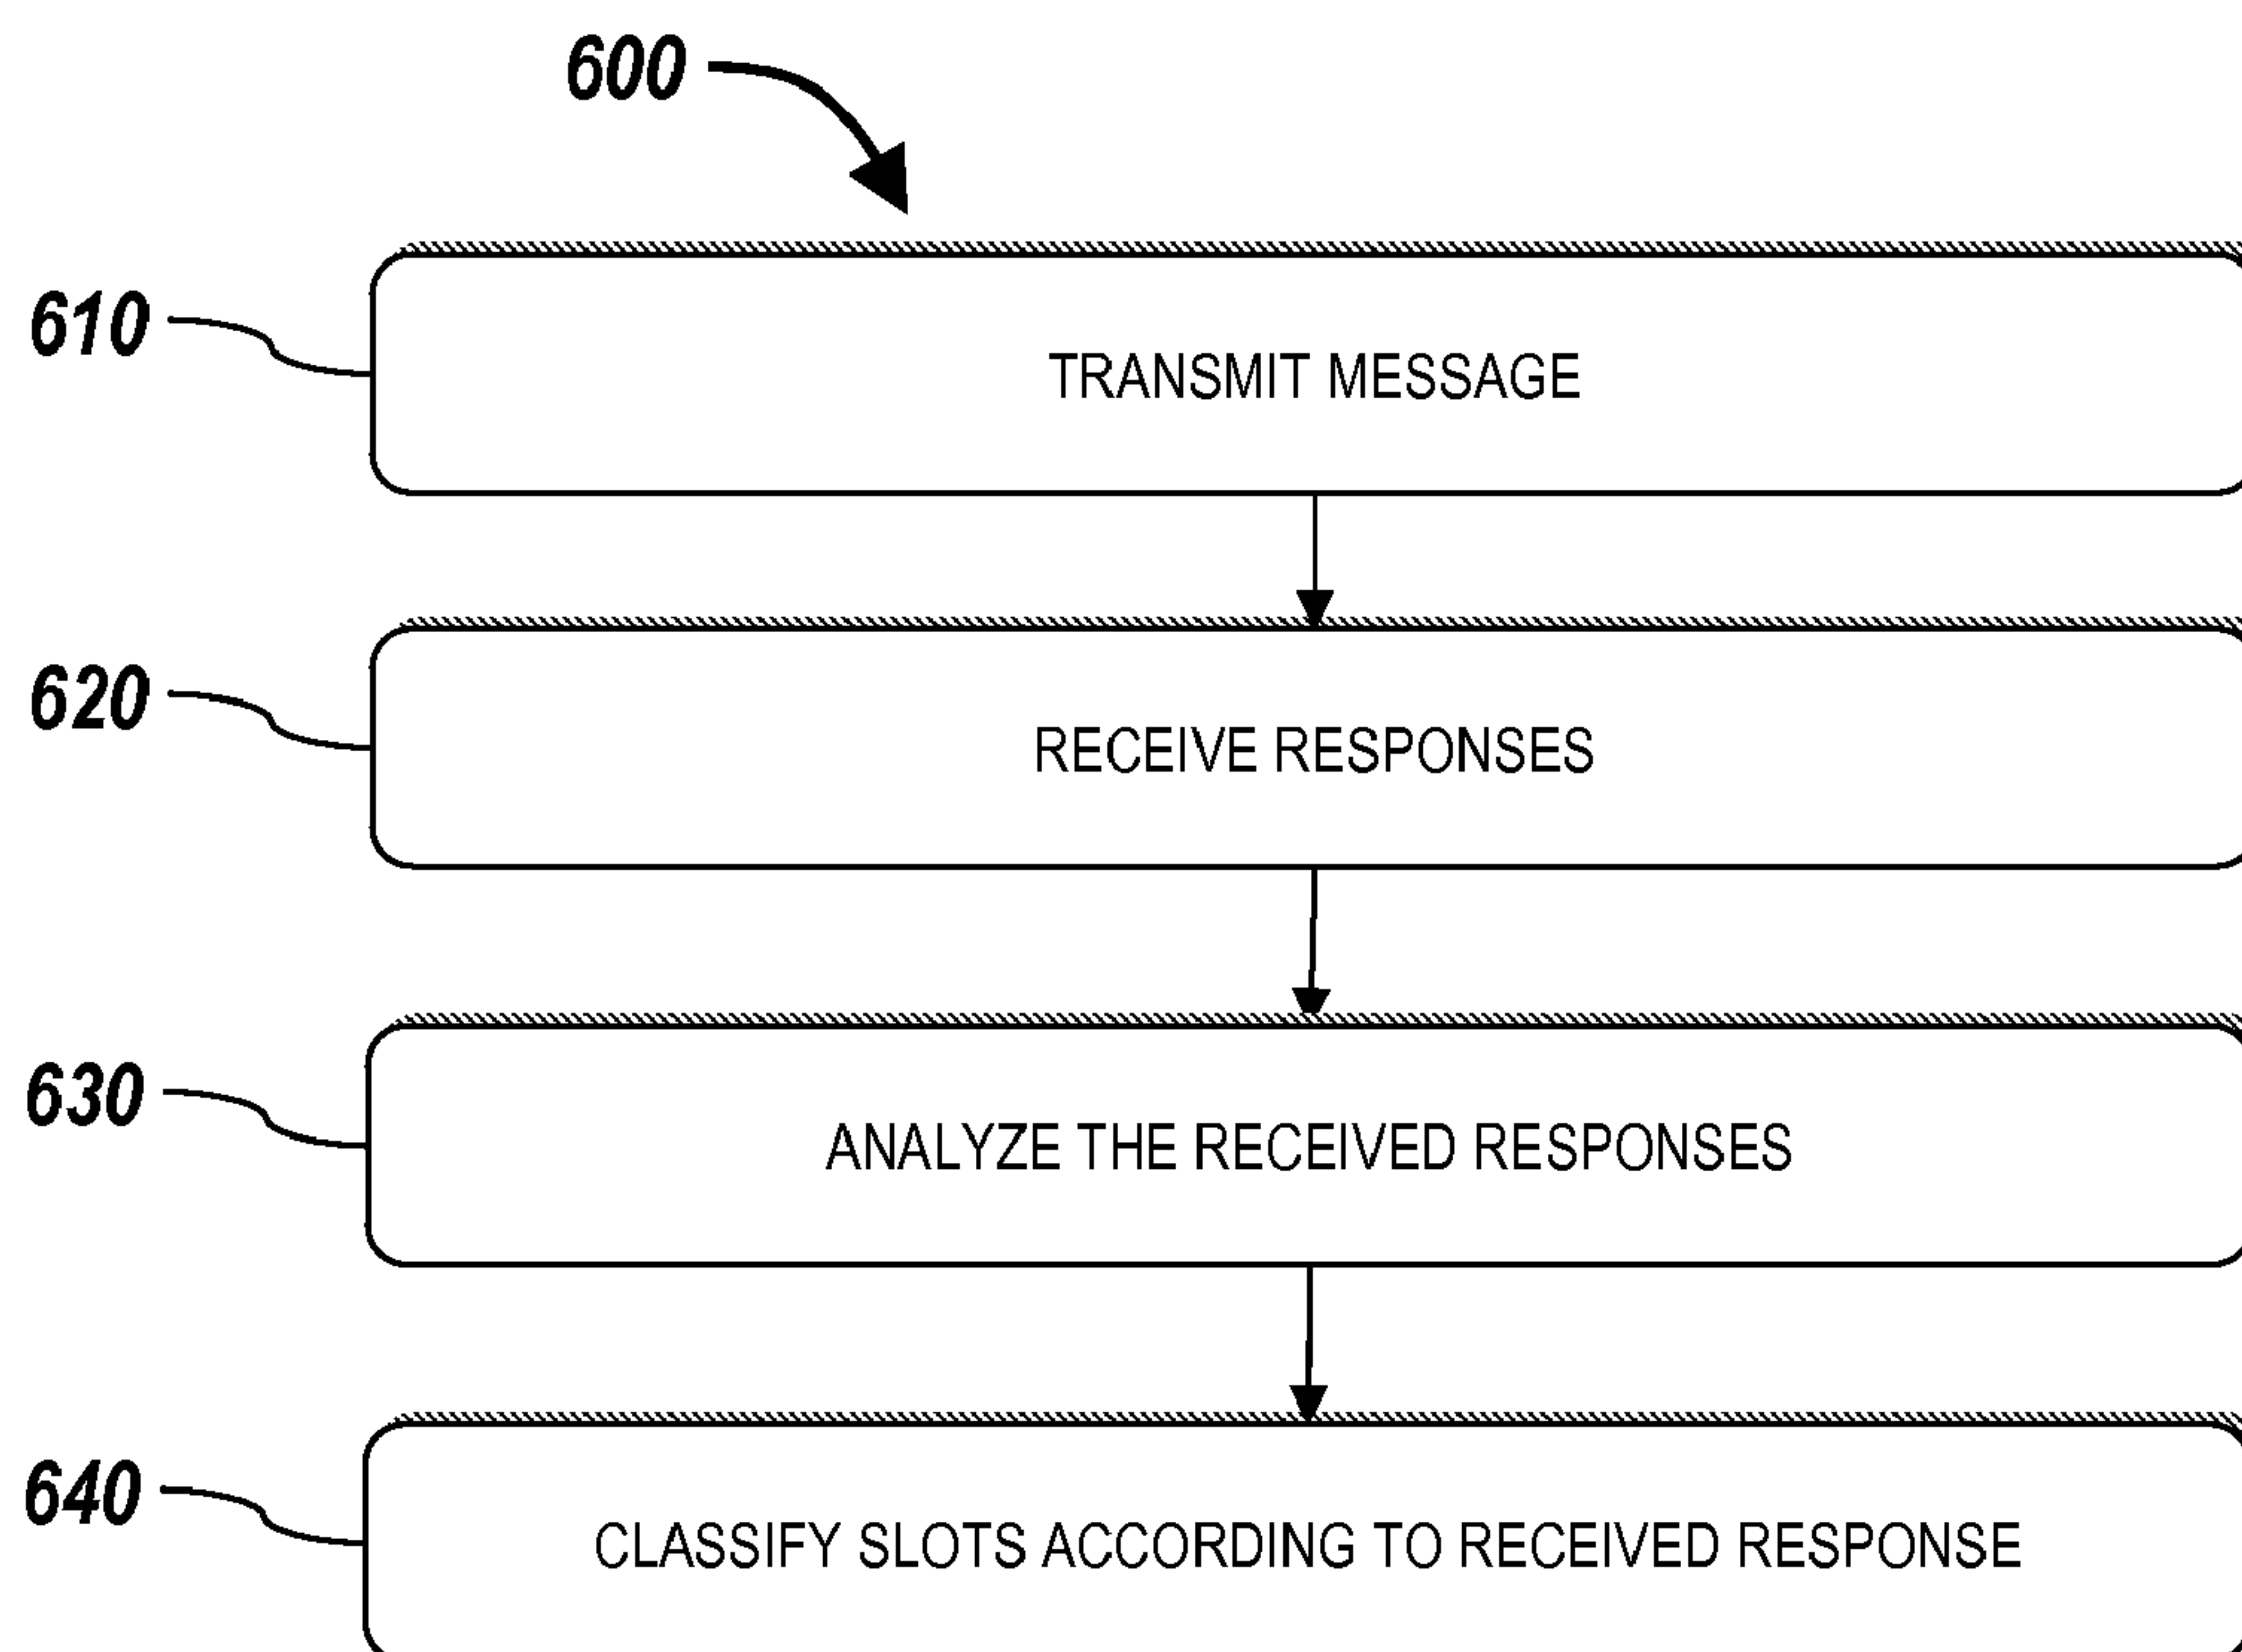 600
610
TRANSMIT MESSAGE
620
RECEIVE RESPONSES
630
ANALYZE THE RECEIVED RESPONSES
640
CLASSIFY SLOTS ACCORDING TO RECEIVED RESPONSE